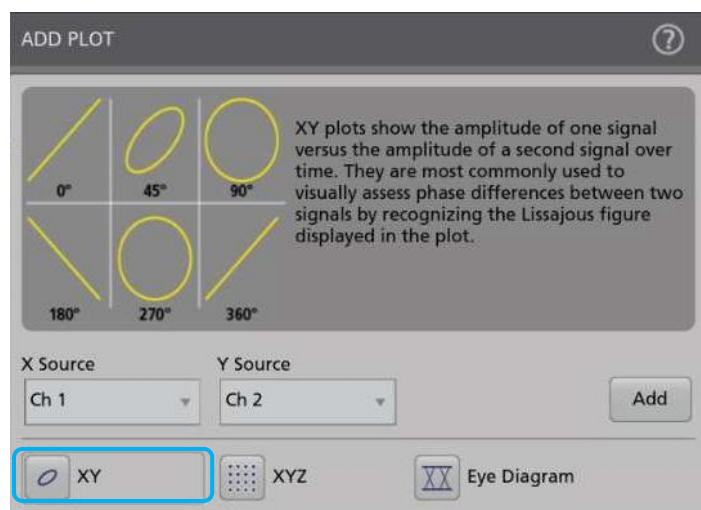 ADD PLOT
?
0° 45° 90°
180° 270° 360°
XY plots show the amplitude of one signal
versus the amplitude of a second signal over
time. They are most commonly used to
visually assess phase differences between two
signals by recognizing the Lissajous figure
displayed in the plot.
X Source Y Source
Ch 1 Ch 2 Add
XY XYZ Eye Diagram